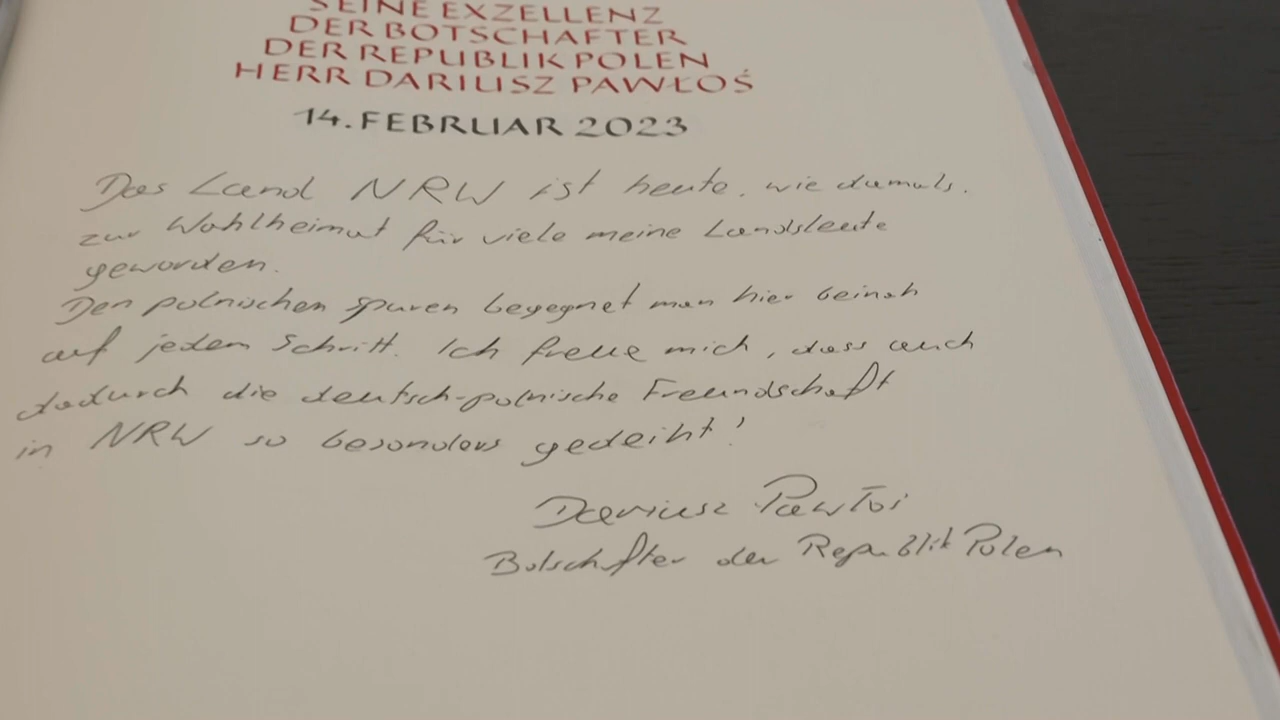 SEINE EXZELLENZ
DER BOTSCHAFTER
DER REPUBLIK POLEN
HERR DARIUSZ PAWŁOŚ
14. FEBRUAR 2023
Das Land NRW ist heute, wie damals,
zur Wahlheimat für viele meine Landsleute
geworden.
Den polnischen Spuren begegnet man hier beinah
auf jedem Schritt. Ich freue mich, dass auch
dadurch die deutsch-polnische Freundschaft
in NRW so besonders gedeiht!
Dariusz Pawłoś
Botschafter der Republik Polen